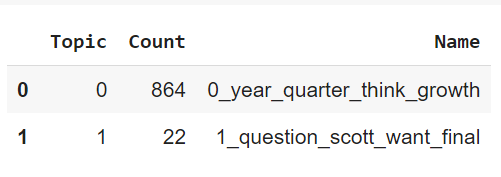 Topic Count Name
0 0 864 0_year_quarter_think_growth
1 1 22 1_question_scott_want_final